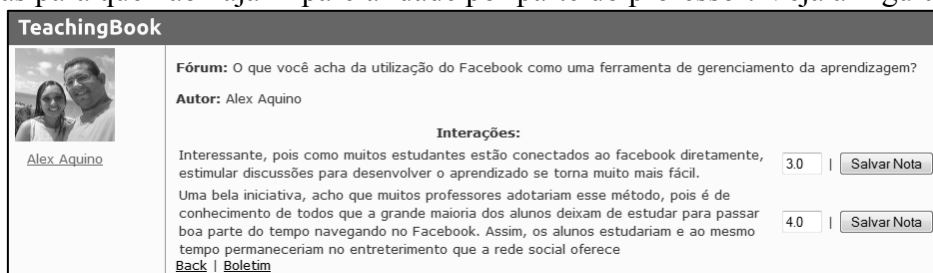 TeachingBook
Fórum: O que você acha da utilização do Facebook como uma ferramenta de gerenciamento da aprendizagem?
Autor: Alex Aquino
Interações:
Alex Aquino
Interessante, pois como muitos estudantes estão conectados ao facebook diretamente,
estimular discussões para desenvolver o aprendizado se torna muito mais fácil.
3.0 | Salvar Nota
Uma bela iniciativa, acho que muitos professores adotariam esse método, pois é de
conhecimento de todos que a grande maioria dos alunos deixam de estudar para passar
boa parte do tempo navegando no Facebook. Assim, os alunos estudariam e ao mesmo
tempo permaneceriam no entreterimento que a rede social oferece
4.0 | Salvar Nota
Back | Boletim